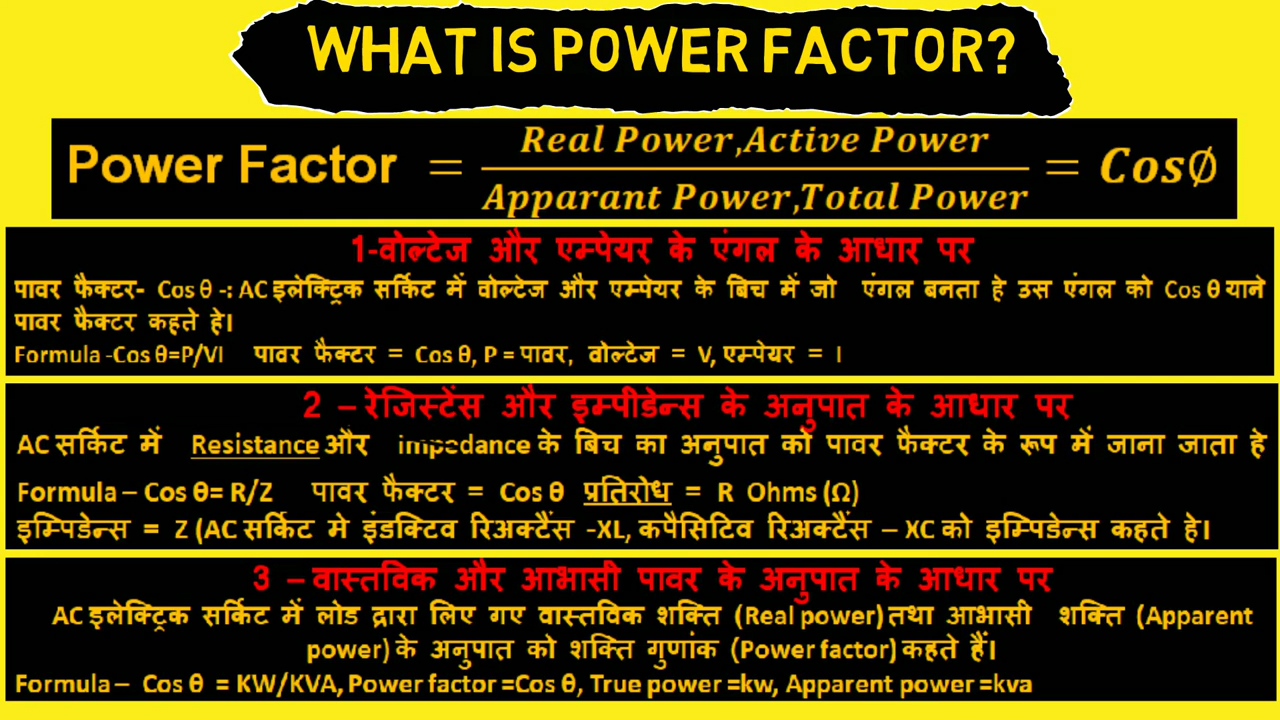 WHAT IS POWER FACTOR?
Power Factor = Real Power,Active Power / Apparant Power,Total Power = Cos∅
1-वोल्टेज और एम्पेयर के एंगल के आधार पर
पावर फैक्टर- Cos θ -: AC इलेक्ट्रिक सर्किट में वोल्टेज और एम्पेयर के बिच में जो एंगल बनता हे उस एंगल को Cos θ याने
पावर फैक्टर कहते हे।
Formula -Cos θ=P/VI पावर फैक्टर = Cos θ, P = पावर, वोल्टेज = V, एम्पेयर = I
2 – रेजिस्टेंस और इम्पीडेन्स के अनुपात के आधार पर
AC सर्किट में Resistance और impedance के बिच का अनुपात को पावर फैक्टर के रूप में जाना जाता हे
Formula – Cos θ= R/Z पावर फैक्टर = Cos θ प्रतिरोध = R Ohms (Ω)
इम्पिडेन्स = Z (AC सर्किट मे इंडक्टिव रिअक्टैंस -XL, कपैसिटिव रिअक्टैंस – XC को इम्पिडेन्स कहते हे।
3 – वास्तविक और आभासी पावर के अनुपात के आधार पर
AC इलेक्ट्रिक सर्किट में लोड द्रारा लिए गए वास्तविक शक्ति (Real power) तथा आभासी शक्ति (Apparent
power) के अनुपात को शक्ति गुणांक (Power factor) कहते हैं।
Formula – Cos θ = KW/KVA, Power factor =Cos θ, True power =kw, Apparent power =kva